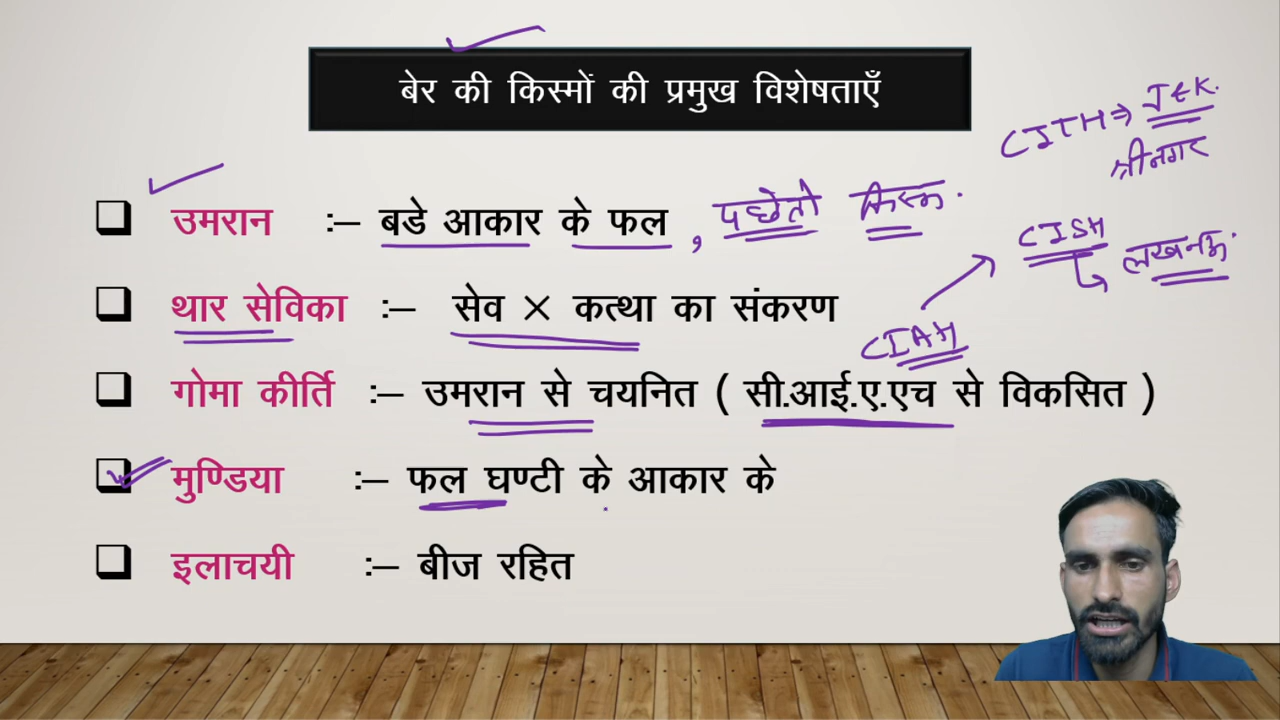 बेर की किस्मों की प्रमुख विशेषताएँ
CITH ⇒ J&K.
श्रीनगर
उमरान :– बडे आकार के फल , पछेती किस्म.
CISH
लखनऊ.
थार सेविका :– सेव × कत्था का संकरण
CIAH
गोमा कीर्ति :– उमरान से चयनित ( सी.आई.ए.एच से विकसित )
मुण्डिया :– फल घण्टी के आकार के
इलाचयी :– बीज रहित